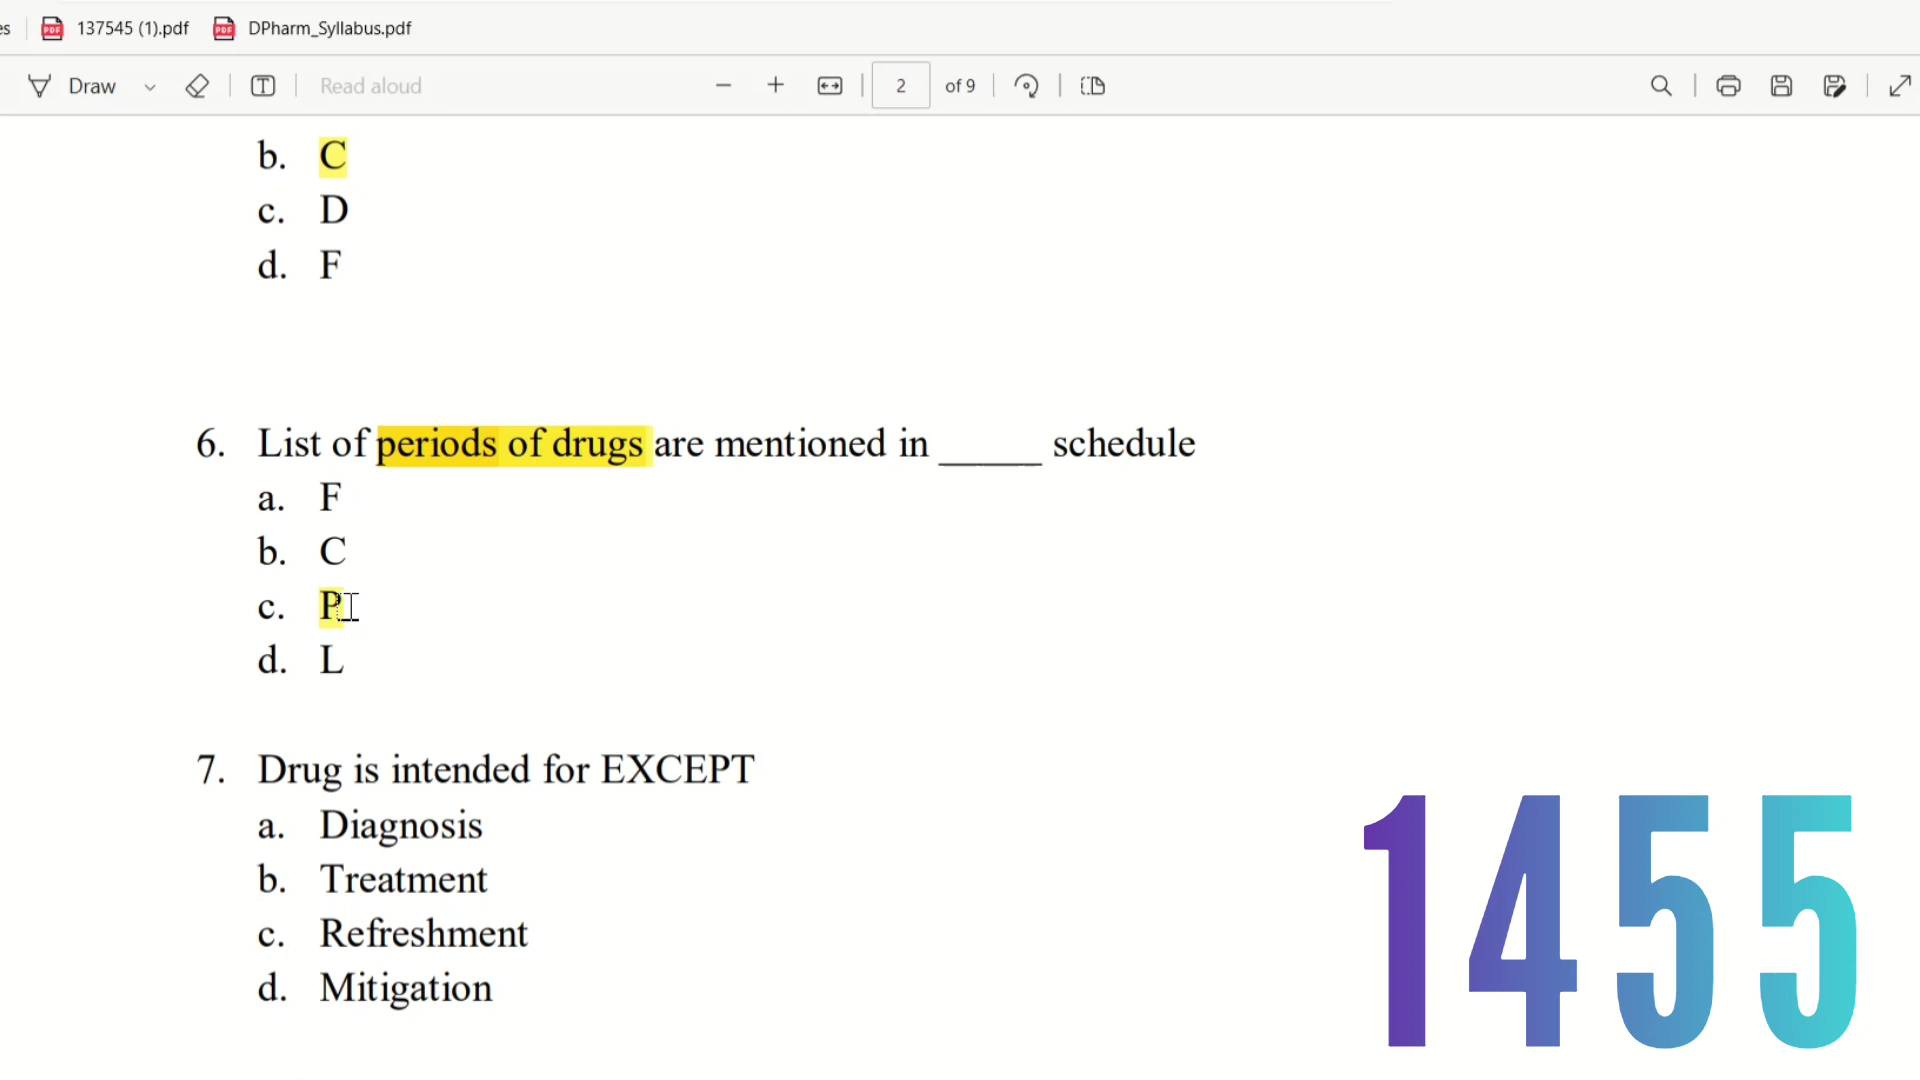 es 137545 (1).pdf DPharm_Syllabus.pdf
Draw Read aloud 2 of 9
b. C
c. D
d. F
6. List of periods of drugs are mentioned in _____ schedule
a. F
b. C
c. P
d. L
7. Drug is intended for EXCEPT
a. Diagnosis
b. Treatment
c. Refreshment
d. Mitigation
1455